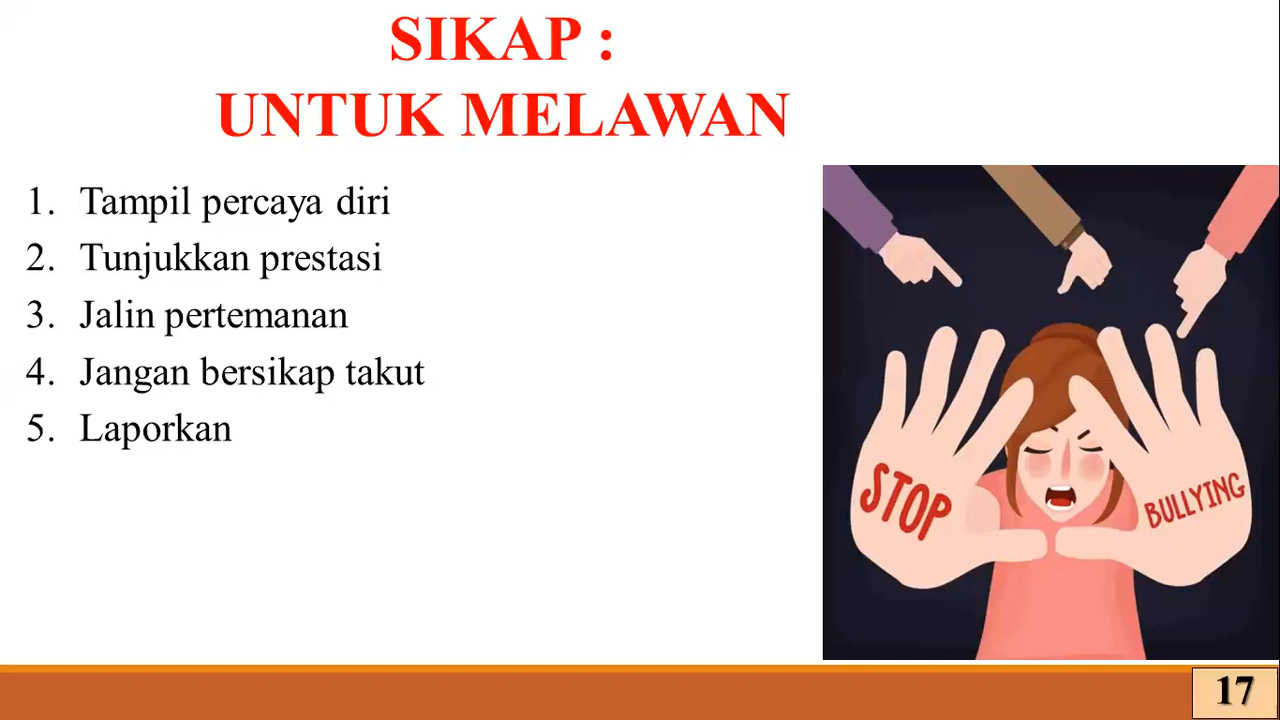 SIKAP :
UNTUK MELAWAN
1. Tampil percaya diri
2. Tunjukkan prestasi
3. Jalin pertemanan
4. Jangan bersikap takut
5. Laporkan
STOP
BULLYING
17